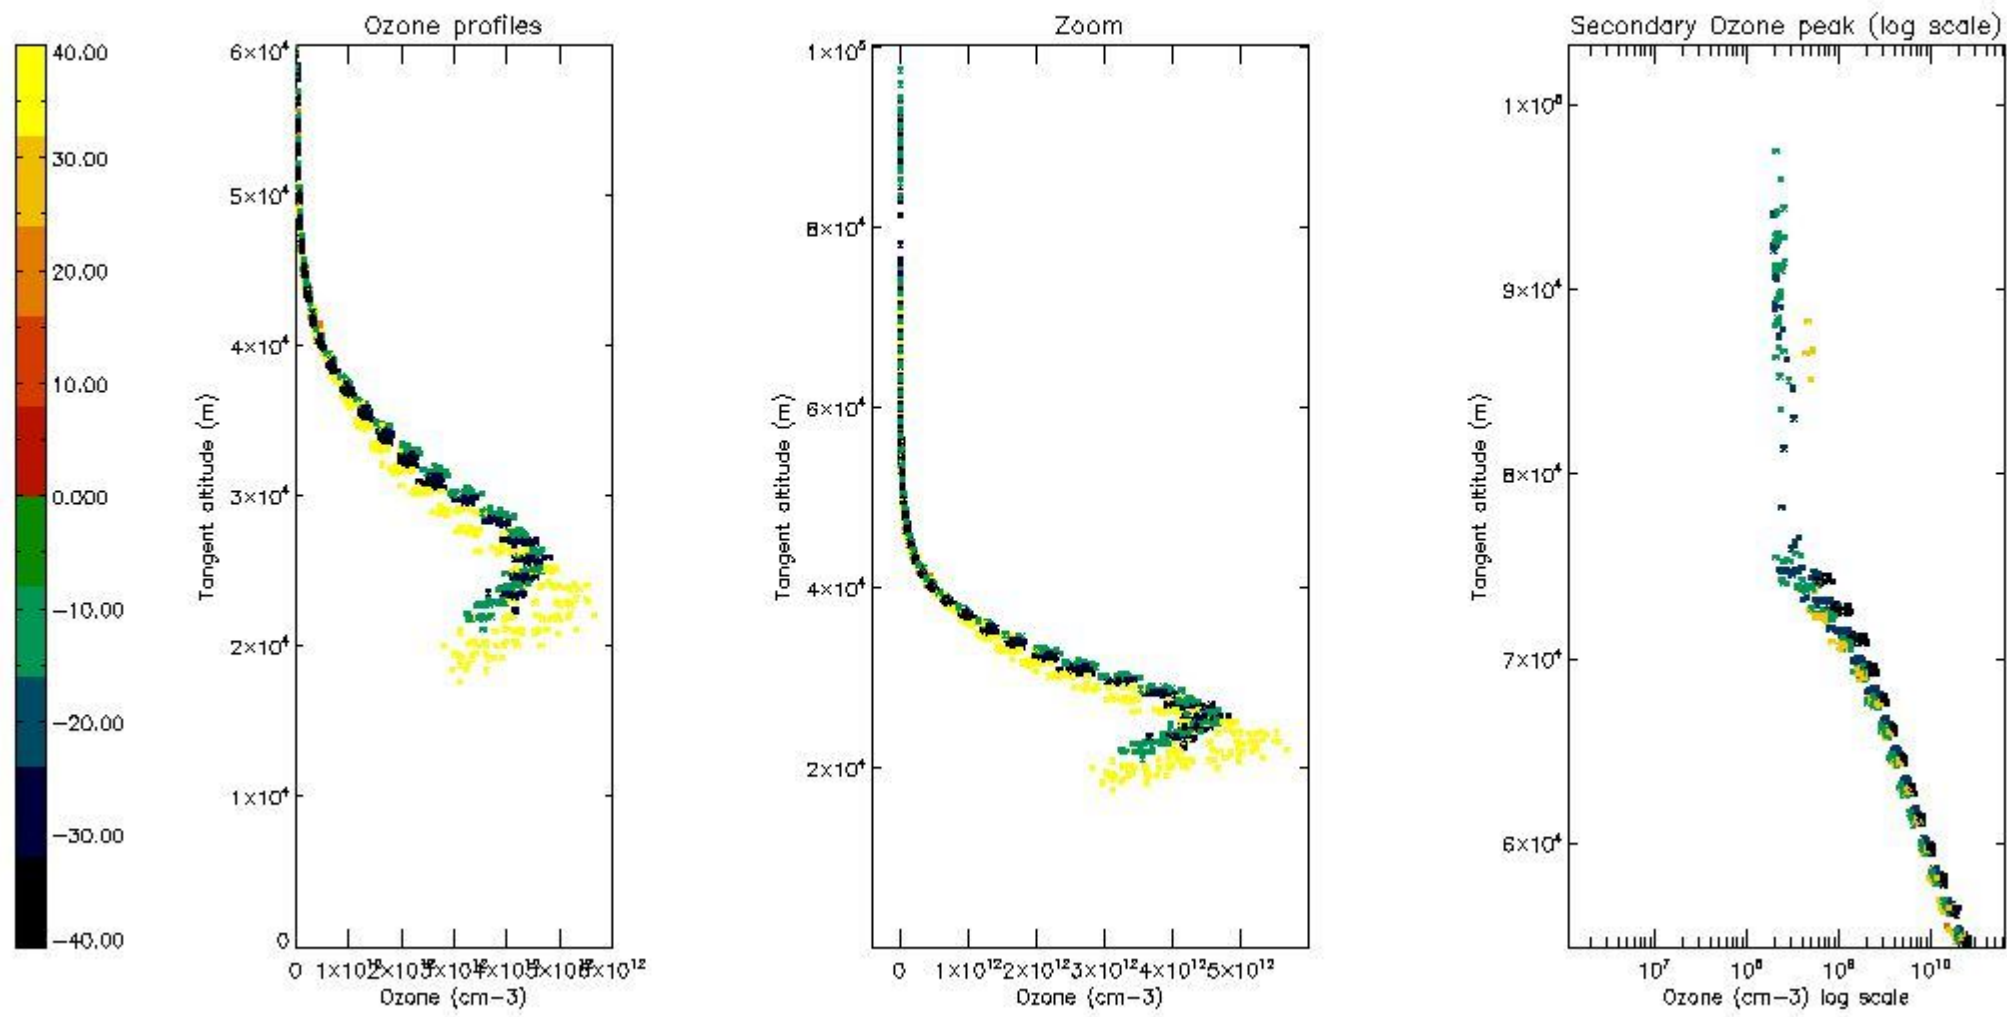 Ozone profiles
Zoom
Secondary Ozone peak (log scale)
40.00
30.00
20.00
10.00
0.000
−10.00
−20.00
−30.00
−40.00
6×10⁴
5×10⁴
4×10⁴
3×10⁴
2×10⁴
1×10⁴
0
Tangent altitude (m)
0 1×10¹²
Ozone (cm−3)
1×10⁵
8×10⁴
6×10⁴
4×10⁴
2×10⁴
Tangent altitude (m)
0 1×10¹² 2×10¹² 3×10¹² 4×10¹² 5×10¹²
Ozone (cm−3)
9×10⁴
8×10⁴
7×10⁴
6×10⁴
Tangent altitude (m)
10⁷ 10¹⁰
Ozone (cm−3) log scale